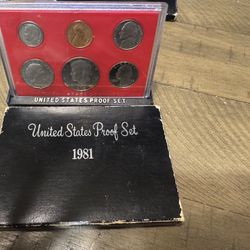 UNITED STATES PROOF SET
United States Proof Set
1981